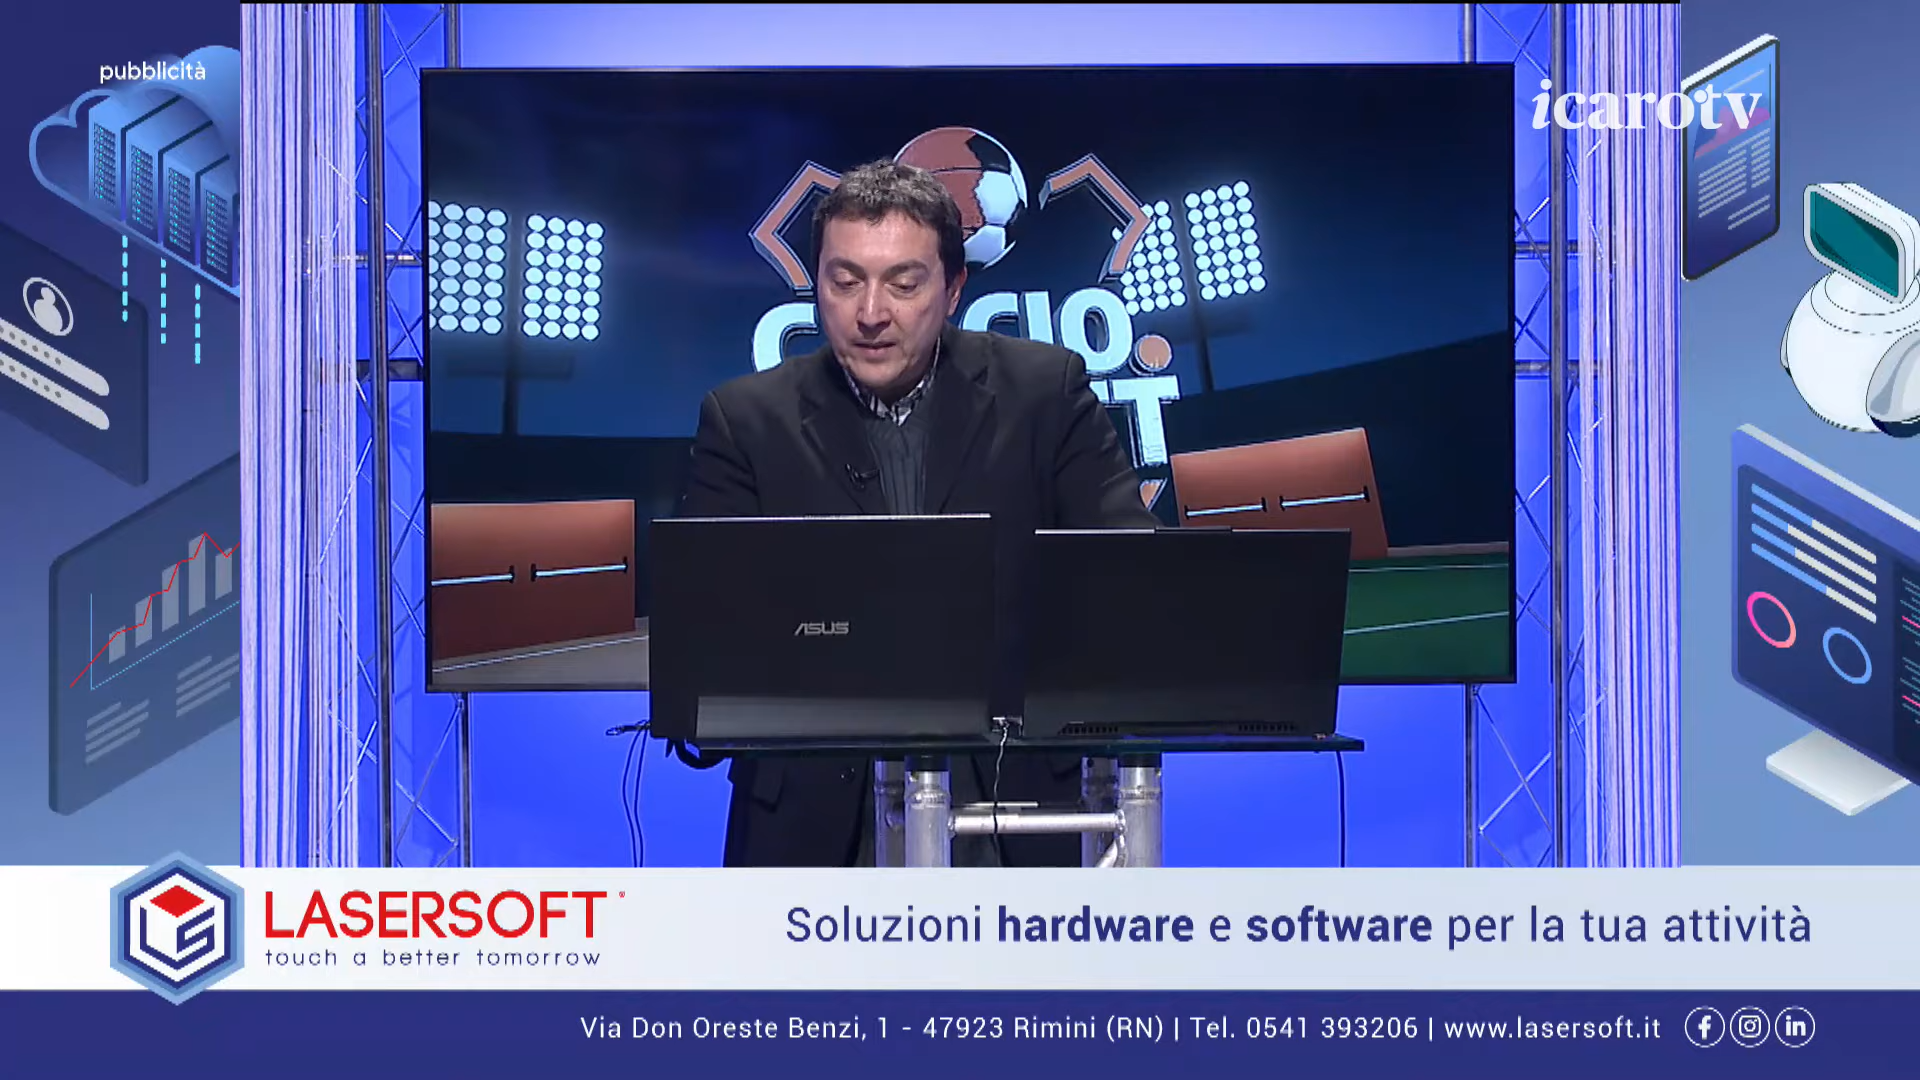 pubblicità
icarotv
ASUS
LASERSOFT
touch a better tomorrow
Soluzioni hardware e software per la tua attività
Via Don Oreste Benzi, 1 - 47923 Rimini (RN) | Tel. 0541 393206 | www.lasersoft.it